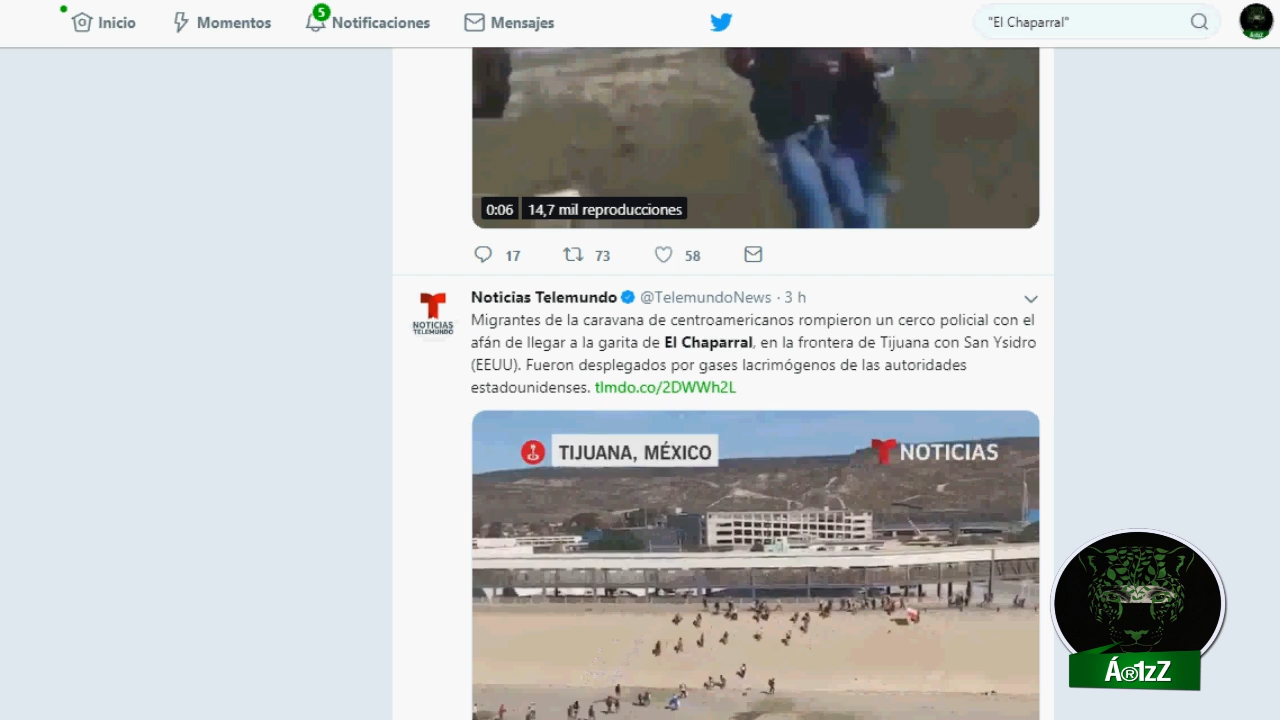 Inicio
Momentos
5
Notificaciones
Mensajes
"El Chaparral"
0:06
14,7 mil reproducciones
17
73
58
Noticias Telemundo @TelemundoNews · 3 h
Migrantes de la caravana de centroamericanos rompieron un cerco policial con el
afán de llegar a la garita de El Chaparral, en la frontera de Tijuana con San Ysidro
(EEUU). Fueron desplegados por gases lacrimógenos de las autoridades
estadounidenses. tlmdo.co/2DWWh2L
NOTICIAS
TELEMUNDO
TIJUANA, MÉXICO
NOTICIAS
Á®1zZ